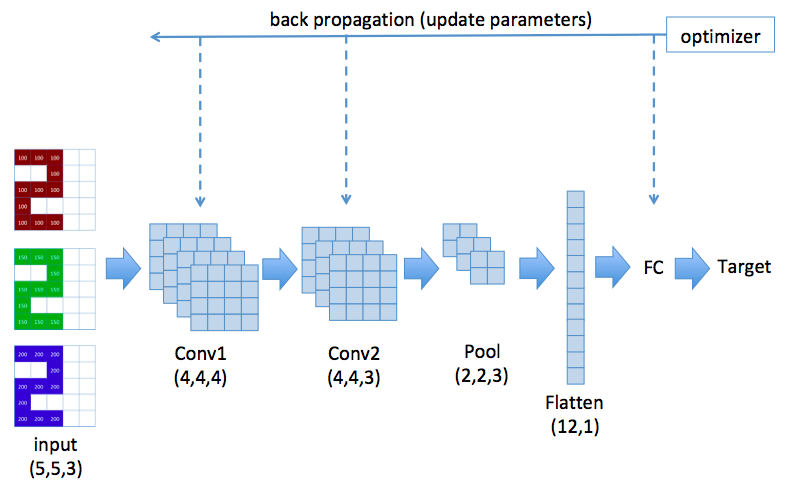 back propagation (update parameters)
optimizer
100 100 100
100
100 100 100
100
100 100 100
150 150 150
150
150 150 150
150
150 150 150
200 200 200
200
200 200 200
200
200 200 200
input
(5,5,3)
Conv1
(4,4,4)
Conv2
(4,4,3)
Pool
(2,2,3)
Flatten
(12,1)
FC
Target